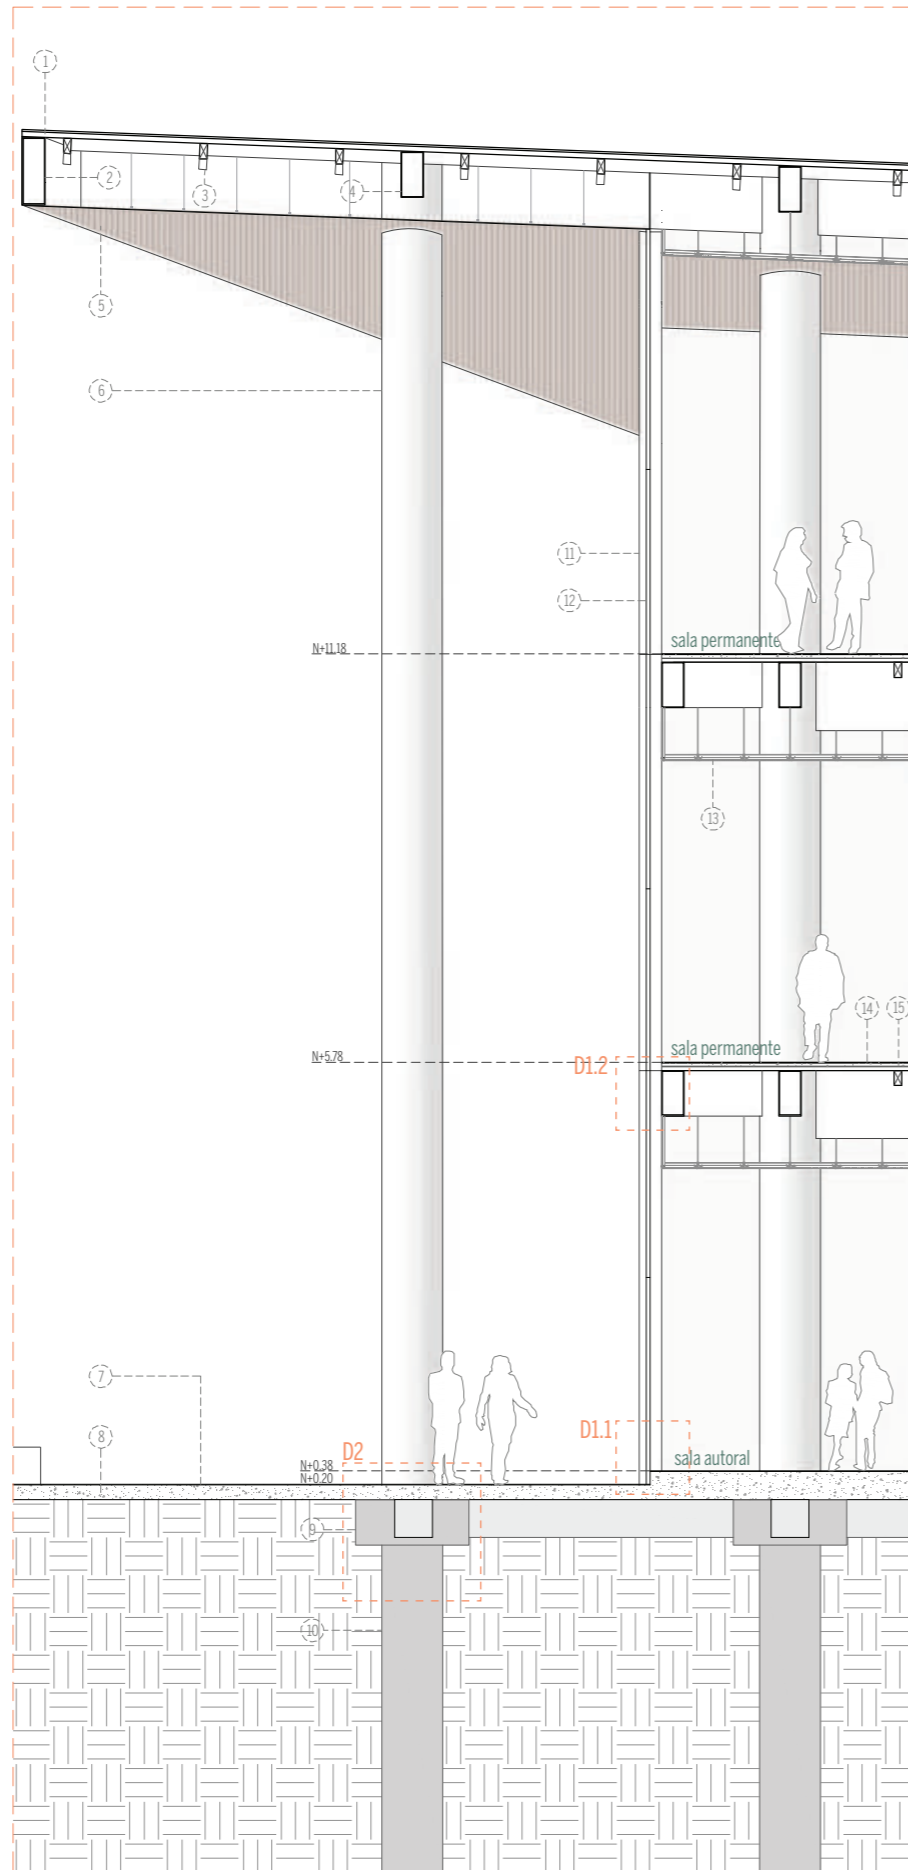 1
2
3
4
5
6
11
12
sala permanente
N+11.18
13
14
15
sala permanente
N+5.78
D1.2
7
8
D1.1
D2
sala autoral
N+0.38
N+0.20
9
10